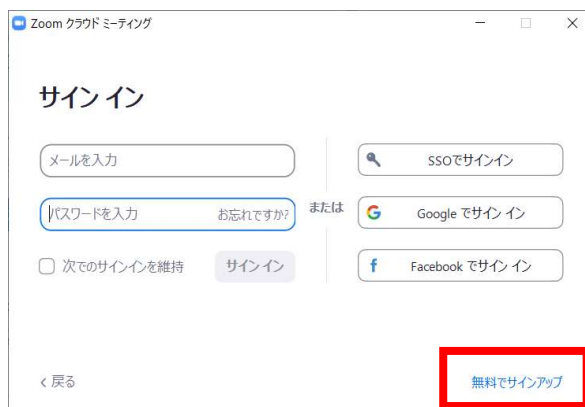 Zoom クラウド ミーティング
サイン イン
メールを入力
パスワードを入力 お忘れですか?
次でのサインインを維持
サイン イン
または
SSOでサインイン
Google でサイン イン
Facebook でサイン イン
戻る
無料でサインアップ